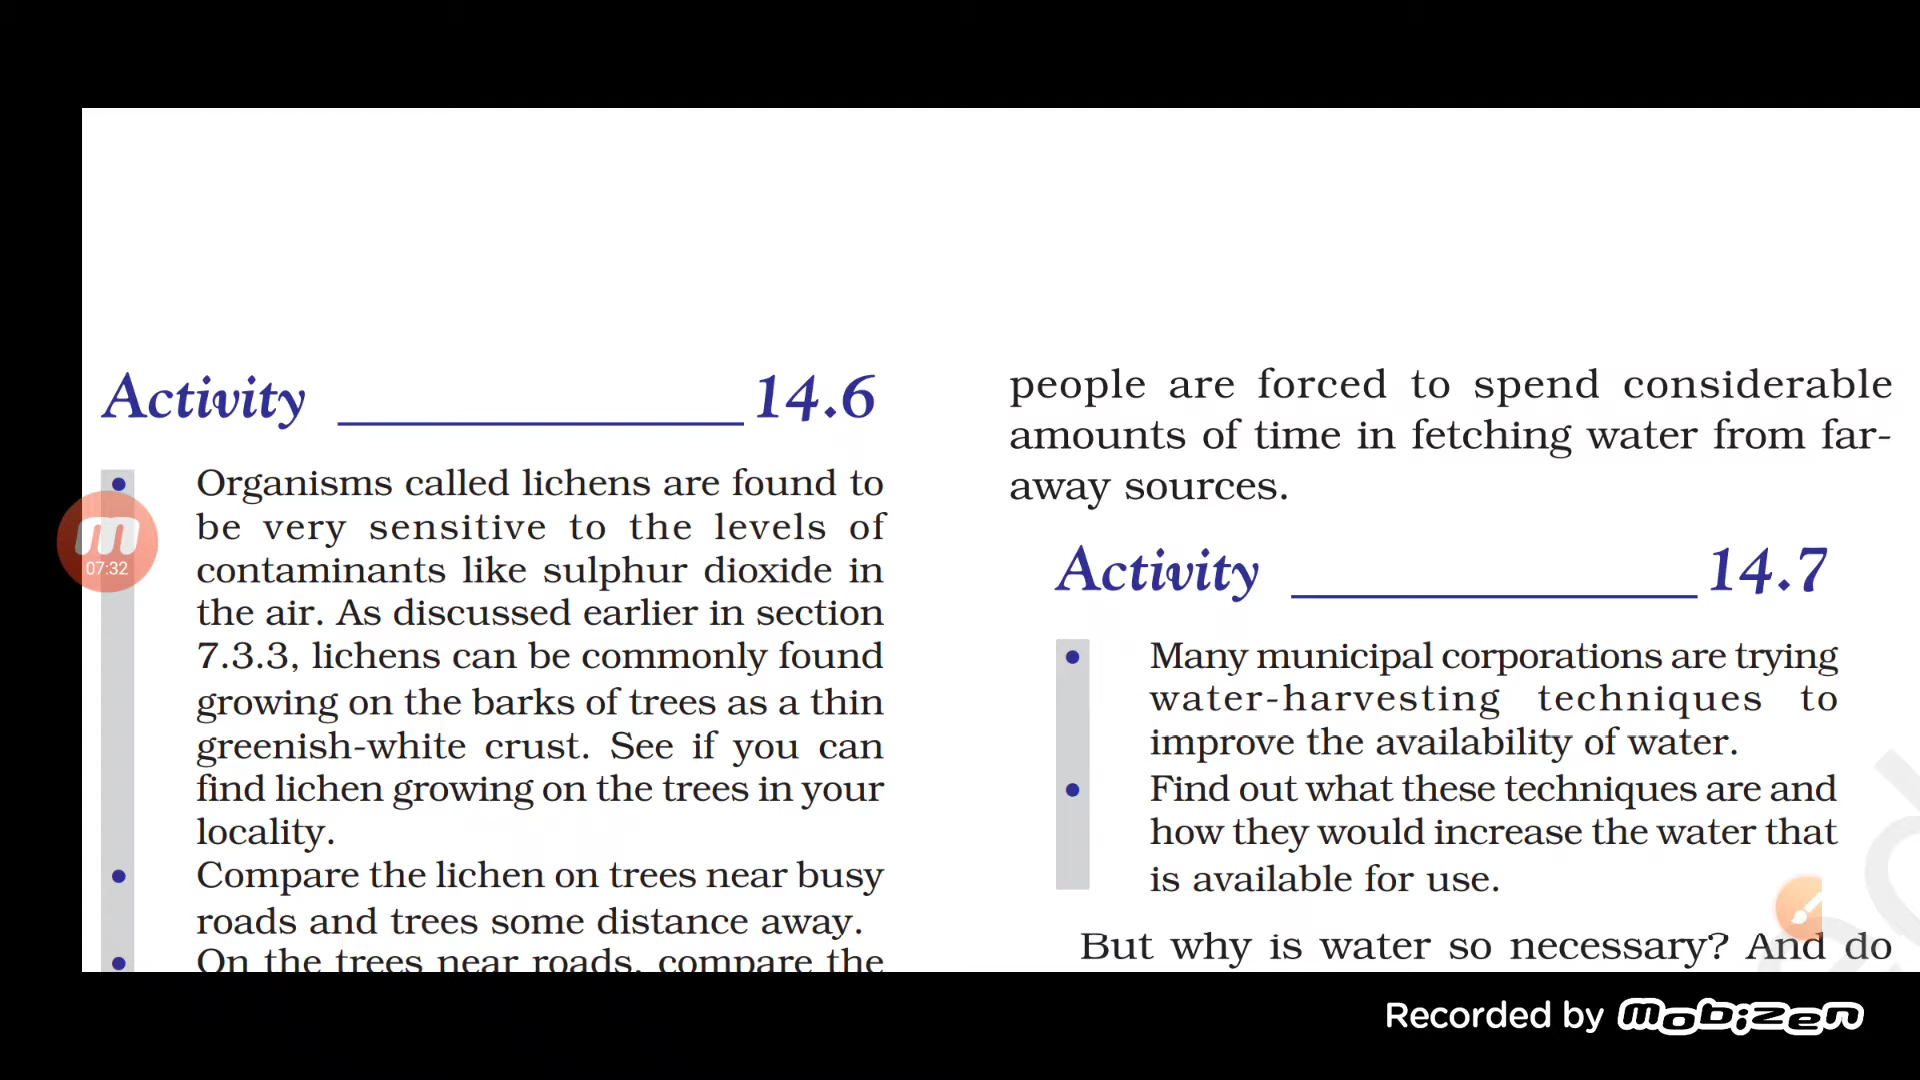 Activity 14.6
Organisms called lichens are found to
be very sensitive to the levels of
contaminants like sulphur dioxide in
the air. As discussed earlier in section
7.3.3, lichens can be commonly found
growing on the barks of trees as a thin
greenish-white crust. See if you can
find lichen growing on the trees in your
locality.
Compare the lichen on trees near busy
roads and trees some distance away.
On the trees near roads, compare the
people are forced to spend considerable
amounts of time in fetching water from far-
away sources.
Activity 14.7
Many municipal corporations are trying
water-harvesting techniques to
improve the availability of water.
Find out what these techniques are and
how they would increase the water that
is available for use.
But why is water so necessary? And do
07:32
Recorded by mobizen